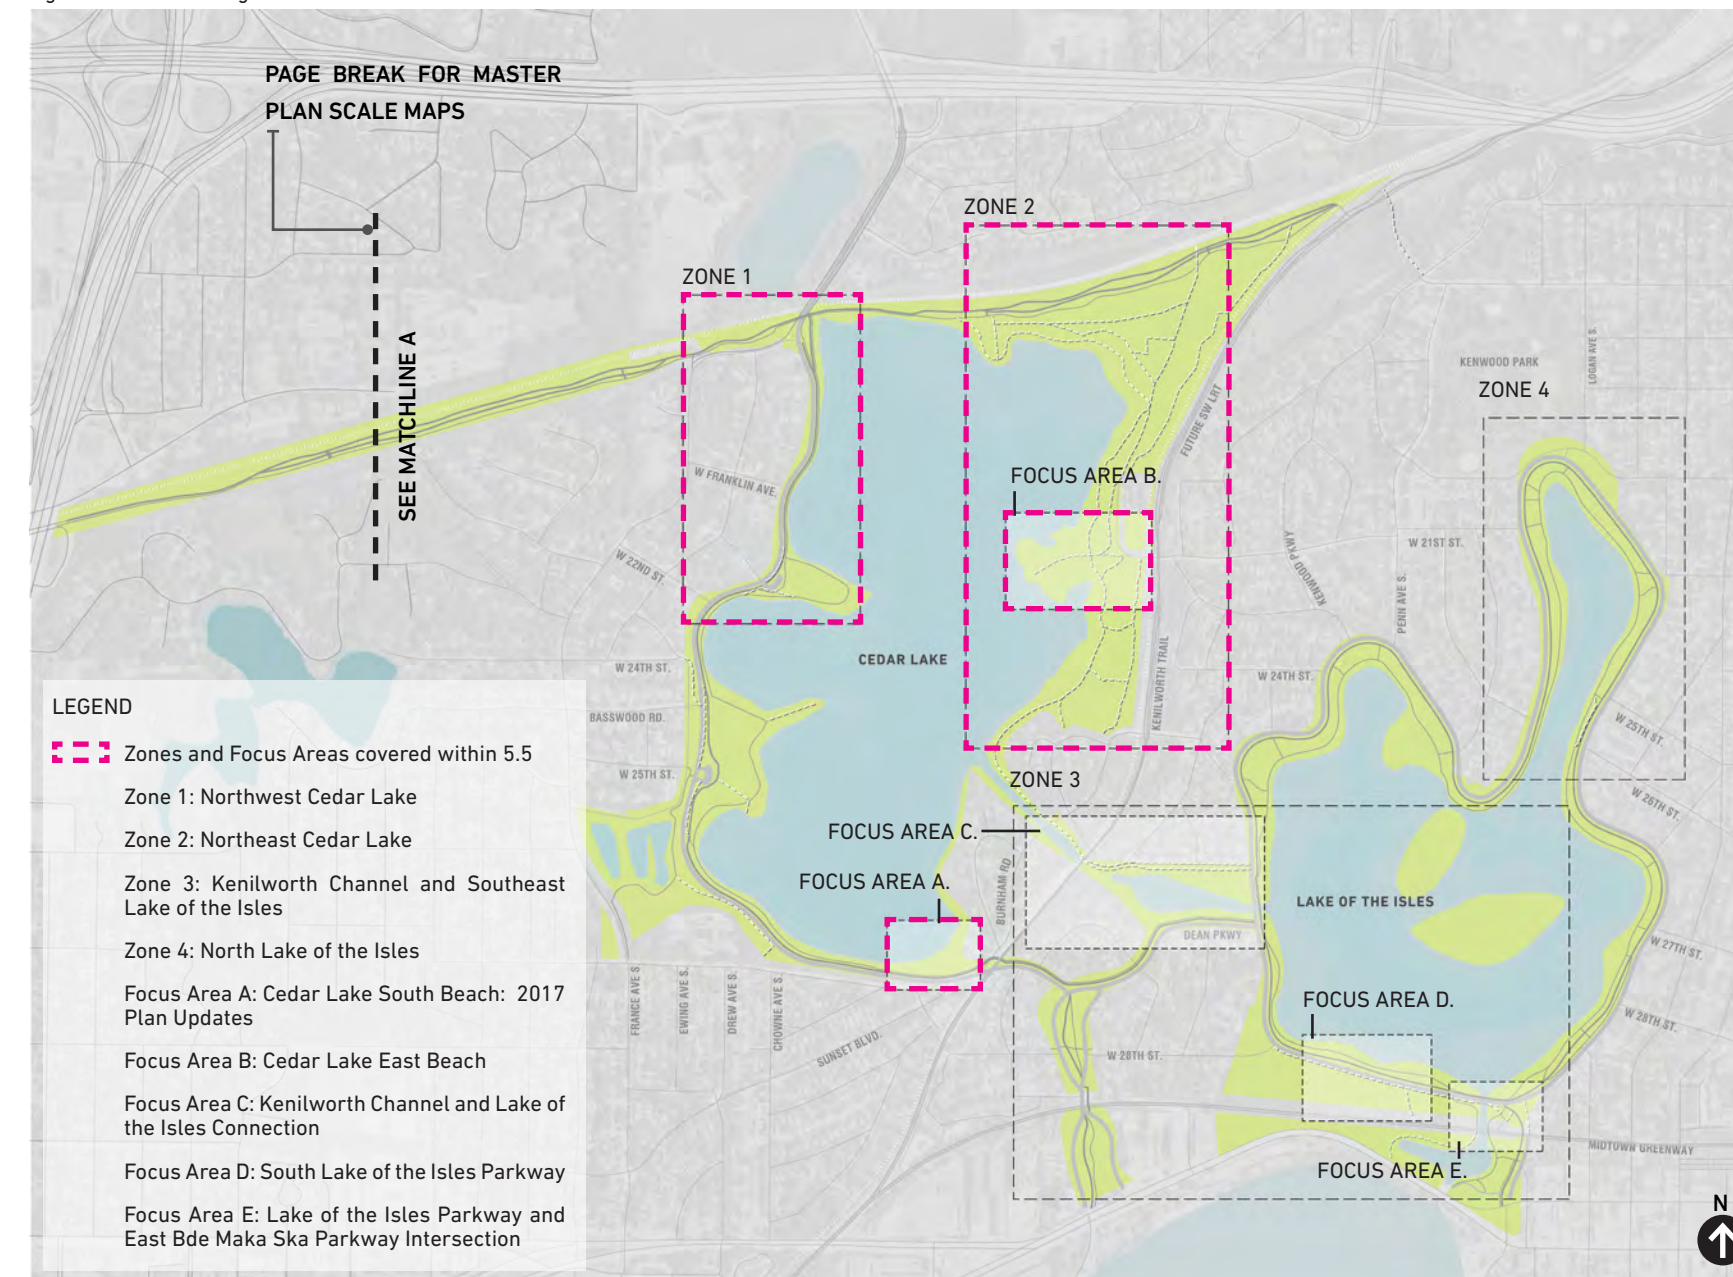 PAGE BREAK FOR MASTER
PLAN SCALE MAPS
ZONE 2
ZONE 1
SEE MATCHLINE A
KENWOOD PARK
LOGAN AVE S.
ZONE 4
FUTURE SW LRT
W FRANKLIN AVE.
FOCUS AREA B.
W 22ND ST.
KENWOOD PKWY
W 21ST ST.
PENN AVE S.
CEDAR LAKE
W 24TH ST.
KENILWORTH TRAIL
W 24TH ST.
BASSWOOD RD.
W 25TH ST.
W 25TH ST.
ZONE 3
W 26TH ST.
FOCUS AREA C.
BURNHAM RD
FOCUS AREA A.
LAKE OF THE ISLES
DEAN PKWY
W 27TH ST.
FRANCE AVE S
EWING AVE S.
DREW AVE S.
CHOWNE AVE S.
SUNSET BLVD.
FOCUS AREA D.
W 28TH ST.
W 28TH ST.
MIDTOWN GREENWAY
FOCUS AREA E.
N
LEGEND
Zones and Focus Areas covered within 5.5
Zone 1: Northwest Cedar Lake
Zone 2: Northeast Cedar Lake
Zone 3: Kenilworth Channel and Southeast
Lake of the Isles
Zone 4: North Lake of the Isles
Focus Area A: Cedar Lake South Beach: 2017
Plan Updates
Focus Area B: Cedar Lake East Beach
Focus Area C: Kenilworth Channel and Lake of
the Isles Connection
Focus Area D: South Lake of the Isles Parkway
Focus Area E: Lake of the Isles Parkway and
East Bde Maka Ska Parkway Intersection